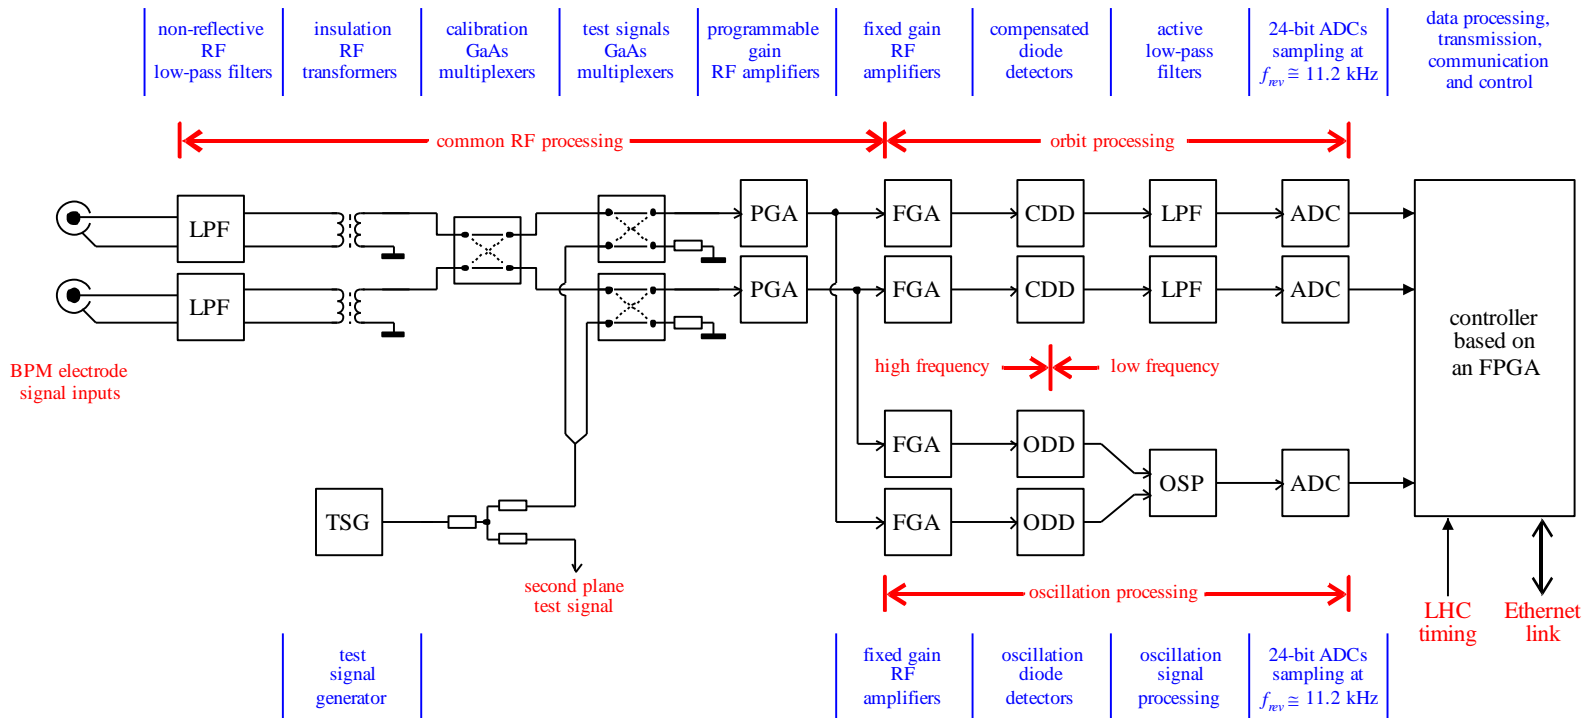 non-reflective
RF
low-pass filters
insulation
RF
transformers
calibration
GaAs
multiplexers
test signals
GaAs
multiplexers
programmable
gain
RF amplifiers
fixed gain
RF
amplifiers
compensated
diode
detectors
active
low-pass
filters
24-bit ADCs
sampling at
f_rev ≅ 11.2 kHz
data processing,
transmission,
communication
and control
common RF processing
orbit processing
LPF
PGA
FGA
CDD
LPF
ADC
LPF
PGA
FGA
CDD
LPF
ADC
controller
based on
an FPGA
BPM electrode
signal inputs
high frequency
low frequency
FGA
ODD
OSP
ADC
TSG
FGA
ODD
second plane
test signal
oscillation processing
LHC
timing
Ethernet
link
test
signal
generator
fixed gain
RF
amplifiers
oscillation
diode
detectors
oscillation
signal
processing
24-bit ADCs
sampling at
f_rev ≅ 11.2 kHz